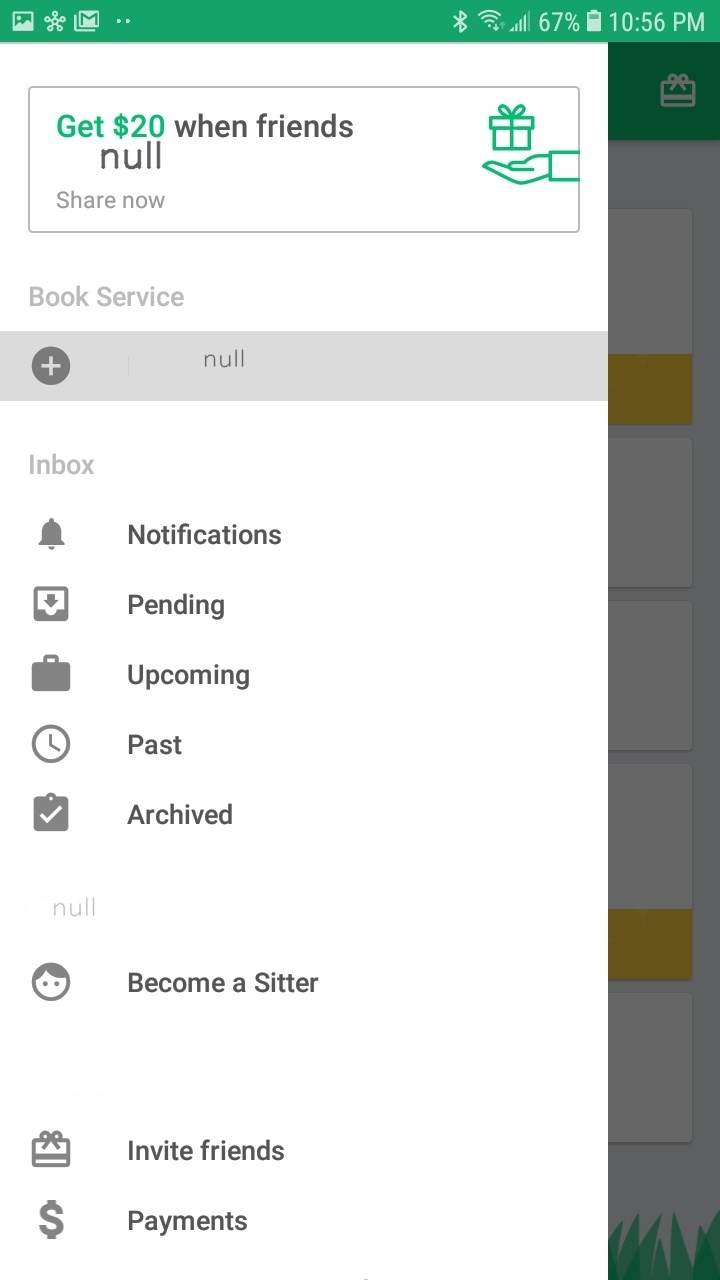 67% 10:56 PM
Get $20 when friends
null
Share now
Book Service
null
Inbox
Notifications
Pending
Upcoming
Past
Archived
null
Become a Sitter
Invite friends
Payments